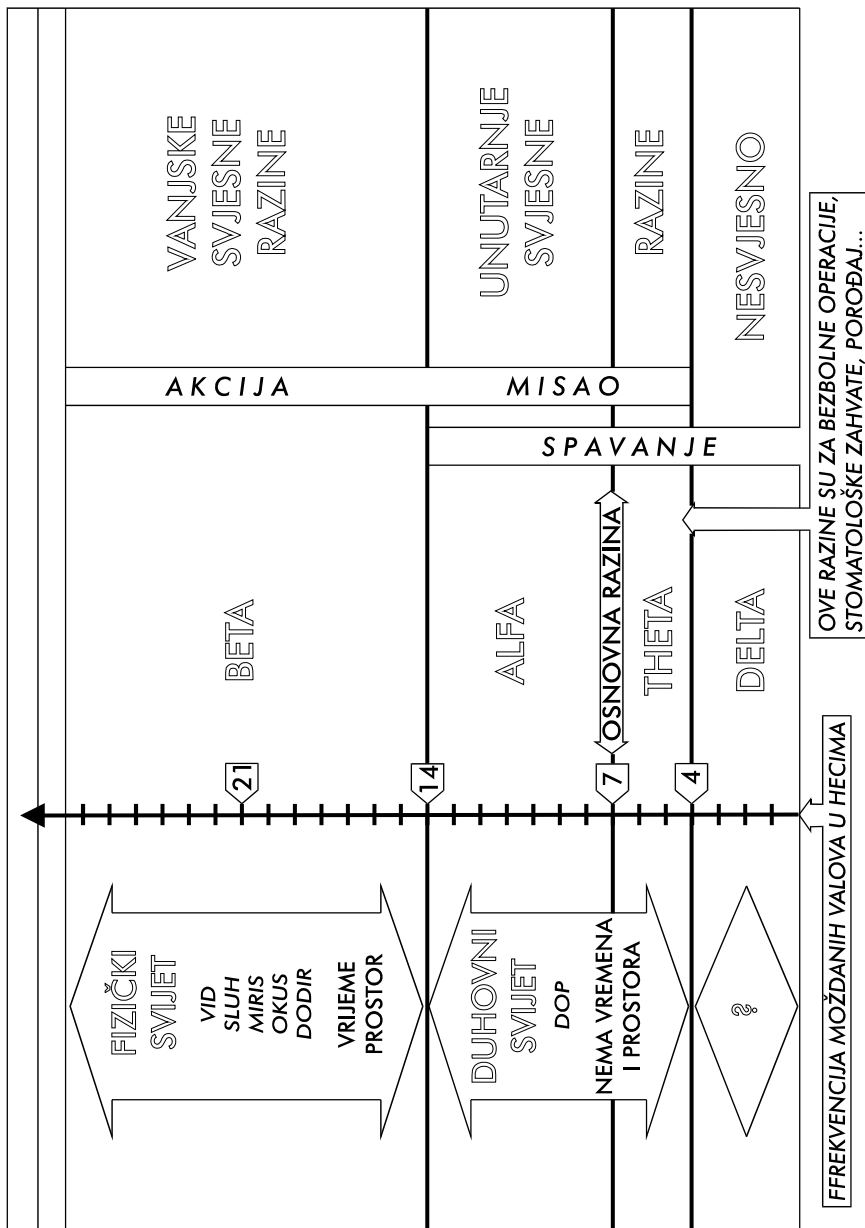 FIZIČKI
SVIJET
VID
SLUH
MIRIS
OKUS
DODIR
VRIJEME
PROSTOR
DUHOVNI
SVIJET
DOP
NEMA VREMENA
I PROSTORA
?
21
14
7
4
BETA
ALFA
OSNOVNA RAZINA
THETA
DELTA
SPAVANJE
AKCIJA
MISAO
VANJSKE
SVJESNE
RAZINE
UNUTARNJE
SVJESNE
RAZINE
NESVJESNO
FFREKVENCIJA MOŽDANIH VALOVA U HECIMA
OVE RAZINE SU ZA BEZBOLNE OPERACIJE,
STOMATOLOŠKE ZAHVATE, POROĐAJ...